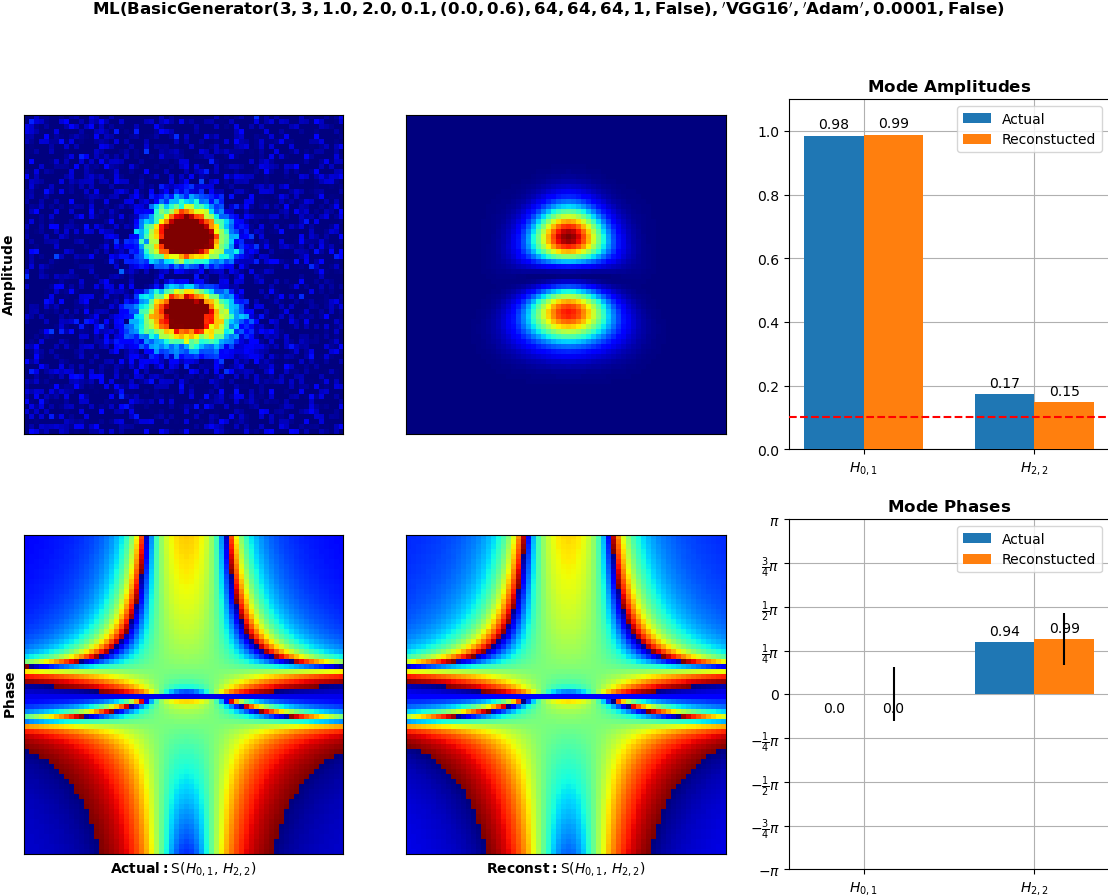 ML(BasicGenerator(3, 3, 1.0, 2.0, 0.1, (0.0, 0.6), 64, 64, 64, 1, False), ′VGG16′, ′Adam′, 0.0001, False)
Amplitude
Mode Amplitudes
Actual
Reconstucted
0.98
0.99
0.17
0.15
1.0
0.8
0.6
0.4
0.2
0.0
H0, 1
H2, 2
Phase
Actual: S(H0, 1, H2, 2)
Reconst: S(H0, 1, H2, 2)
Mode Phases
Actual
Reconstucted
0.0
0.0
0.94
0.99
π
3/4π
1/2π
1/4π
0
−1/4π
−1/2π
−3/4π
−π
H0, 1
H2, 2